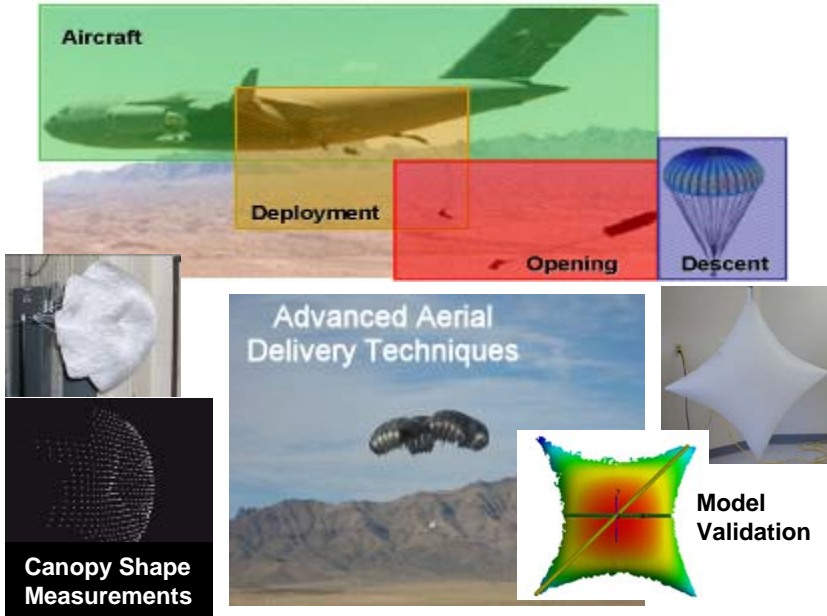 Aircraft
Deployment
Opening
Descent
Advanced Aerial
Delivery Techniques
Model
Validation
Canopy Shape
Measurements